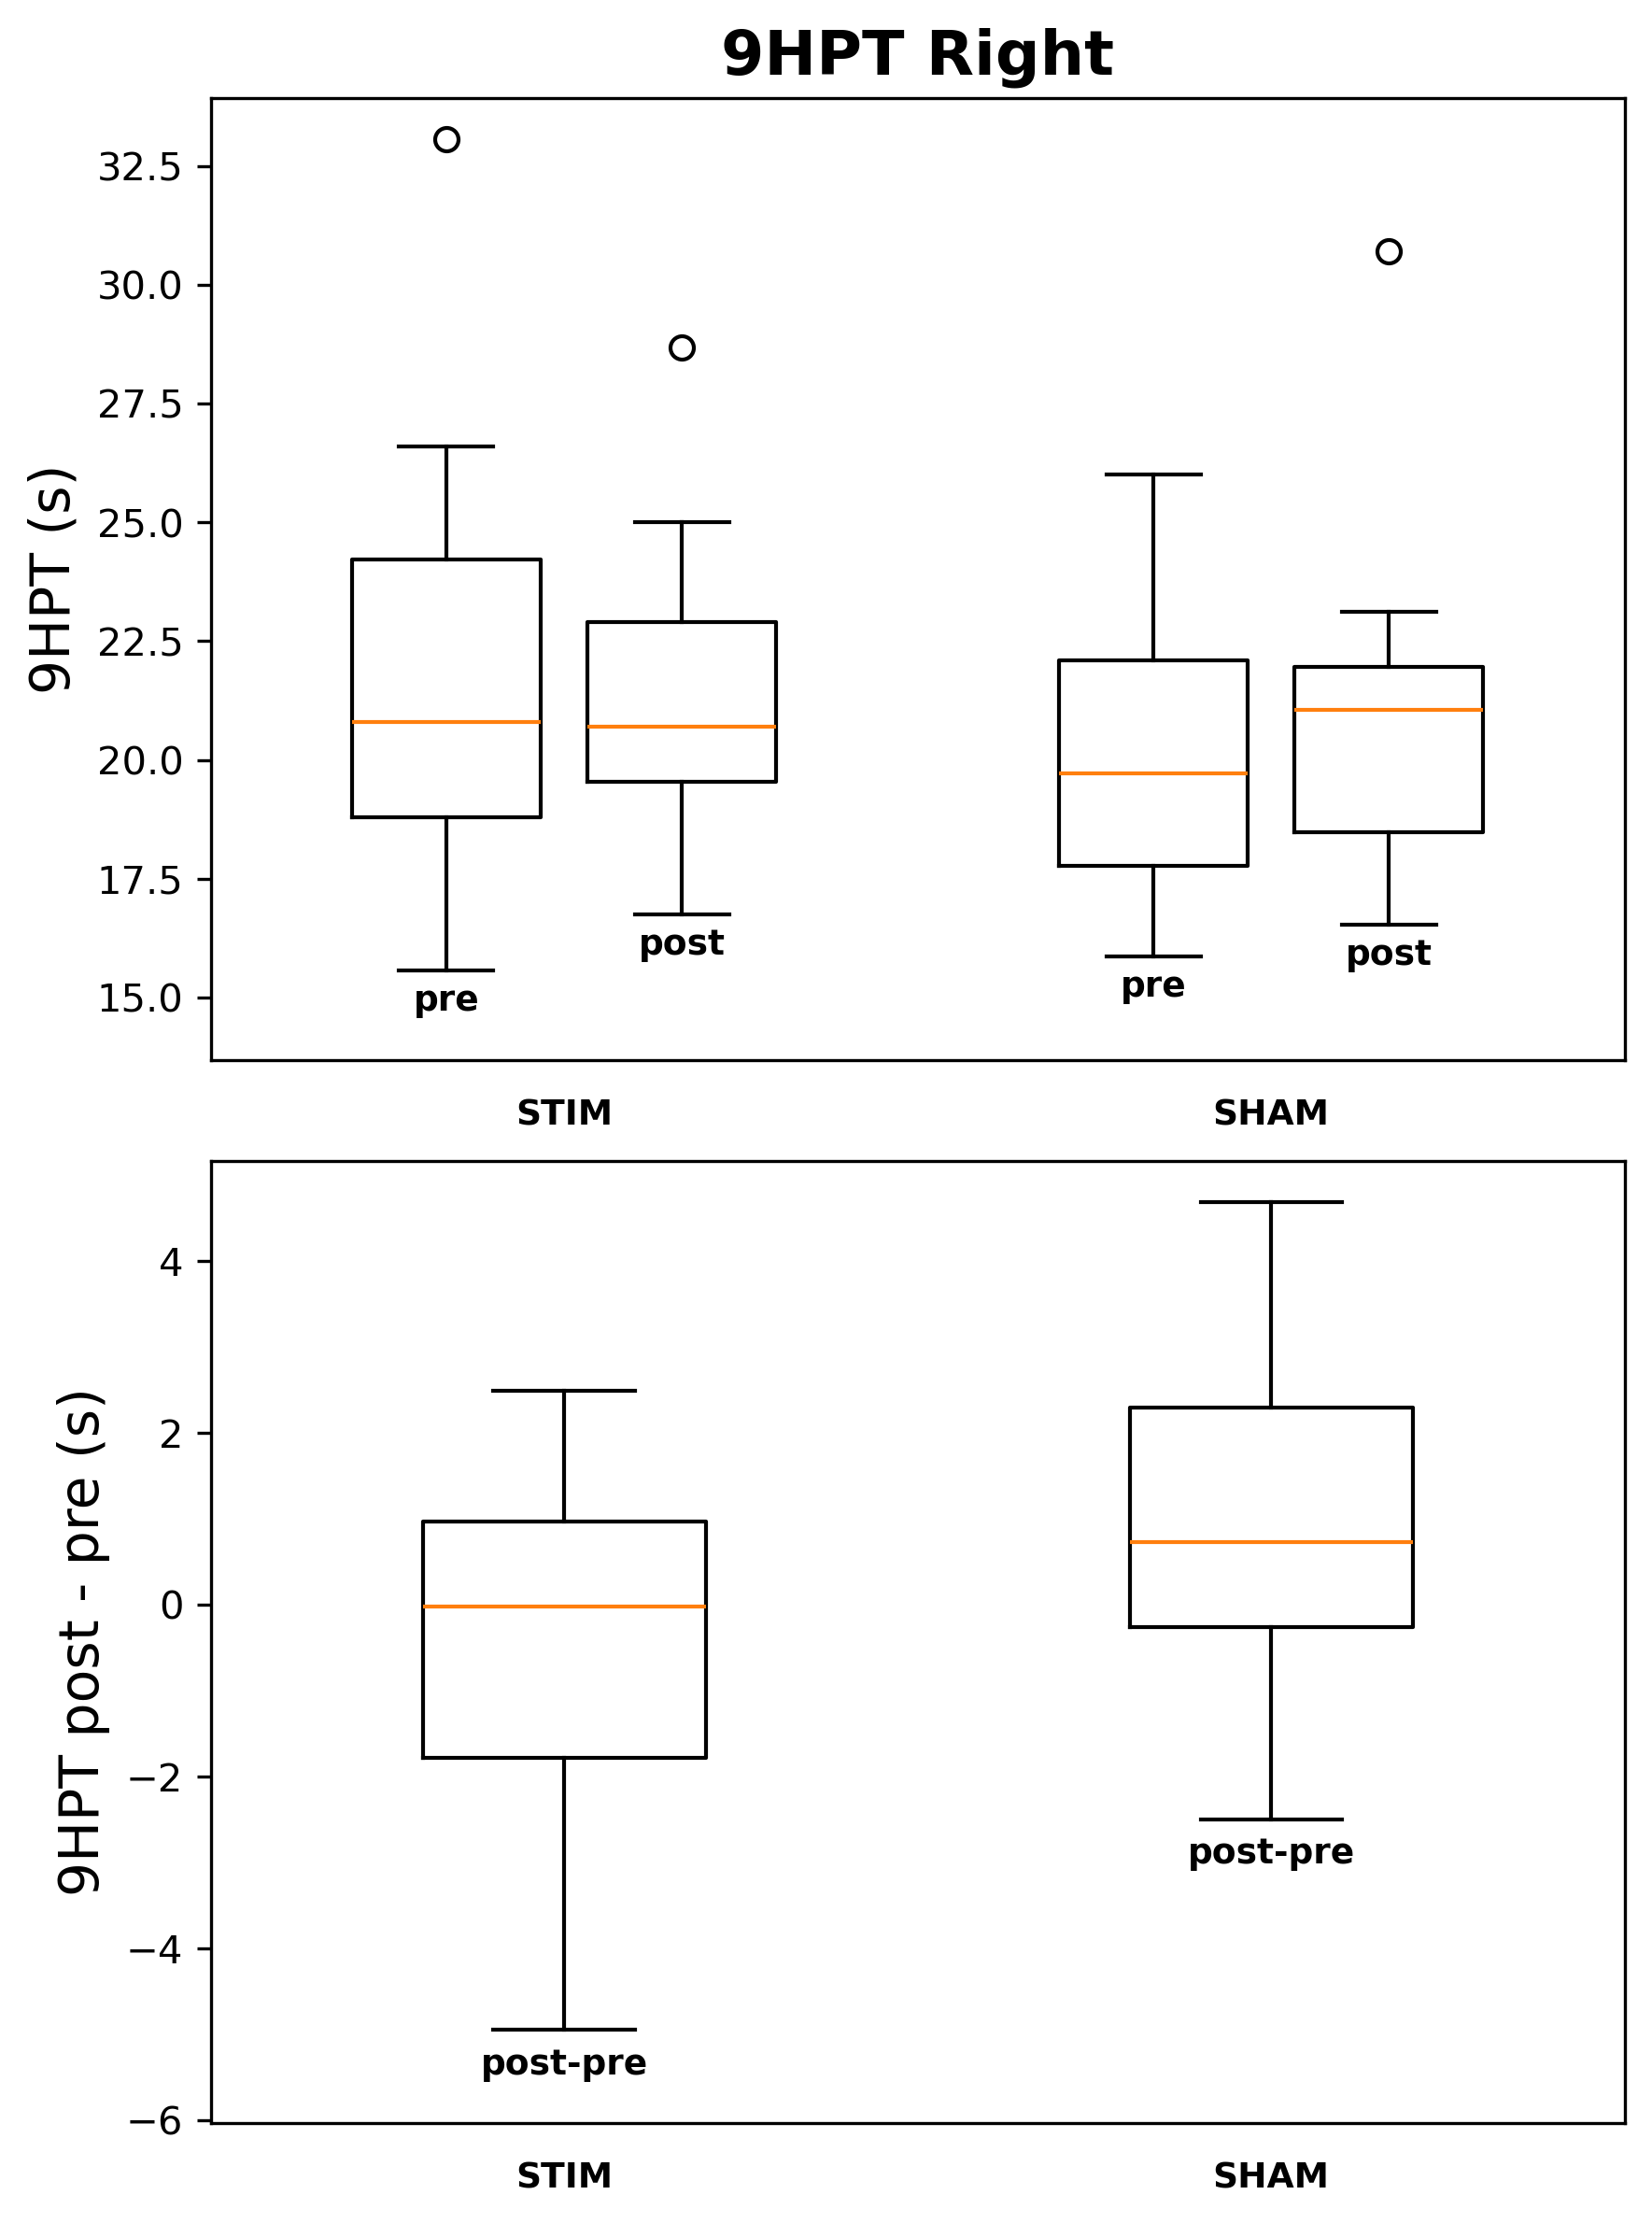 9HPT Right
9HPT (s)
32.5
30.0
27.5
25.0
22.5
20.0
17.5
15.0
pre
post
pre
post
STIM
SHAM
9HPT post - pre (s)
4
2
0
−2
−4
−6
post-pre
post-pre
STIM
SHAM